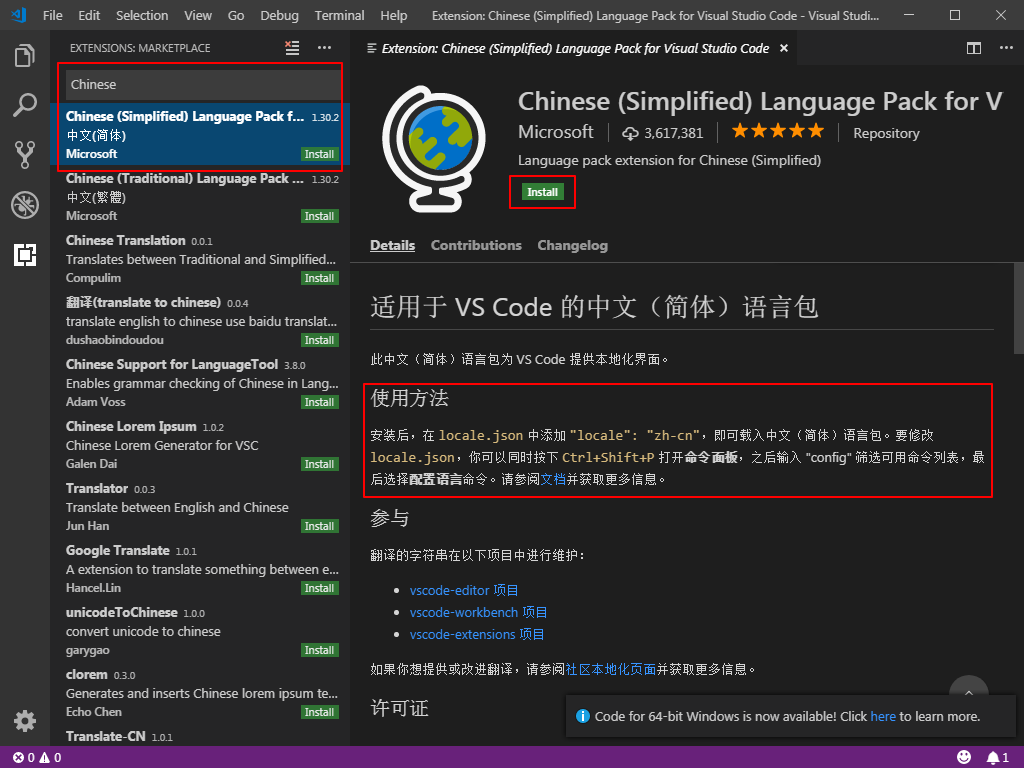 File Edit Selection View Go Debug Terminal Help Extension: Chinese (Simplified) Language Pack for Visual Studio Code - Visual Studi...
EXTENSIONS: MARKETPLACE
Chinese
Chinese (Simplified) Language Pack f... 1.30.2
中文(简体)
Microsoft Install
Chinese (Traditional) Language Pack ... 1.30.2
中文(繁體)
Microsoft Install
Chinese Translation 0.0.1
Translates between Traditional and Simplified...
Compulim Install
翻译(translate to chinese) 0.0.4
translate english to chinese use baidu translat...
dushaobindoudou Install
Chinese Support for LanguageTool 3.8.0
Enables grammar checking of Chinese in Lang...
Adam Voss Install
Chinese Lorem Ipsum 1.0.2
Chinese Lorem Generator for VSC
Galen Dai Install
Translator 0.0.3
Translate between English and Chinese
Jun Han Install
Google Translate 1.0.1
A extension to translate something between e...
Hancel.Lin Install
unicodeToChinese 1.0.0
convert unicode to chinese
garygao Install
clorem 0.3.0
Generates and inserts Chinese lorem ipsum te...
Echo Chen Install
Translate-CN 1.0.1
Extension: Chinese (Simplified) Language Pack for Visual Studio Code
Chinese (Simplified) Language Pack for V
Microsoft 3,617,381 Repository
Language pack extension for Chinese (Simplified)
Install
Details Contributions Changelog
适用于 VS Code 的中文（简体）语言包
此中文（简体）语言包为 VS Code 提供本地化界面。
使用方法
安装后，在 locale.json 中添加 "locale": "zh-cn"，即可载入中文（简体）语言包。要修改
locale.json，你可以同时按下 Ctrl+Shift+P 打开命令面板，之后输入 "config" 筛选可用命令列表，最
后选择配置语言命令。请参阅文档并获取更多信息。
参与
翻译的字符串在以下项目中进行维护：
vscode-editor 项目
vscode-workbench 项目
vscode-extensions 项目
如果你想提供或改进翻译，请参阅社区本地化页面并获取更多信息。
许可证
Code for 64-bit Windows is now available! Click here to learn more.
0 0 1